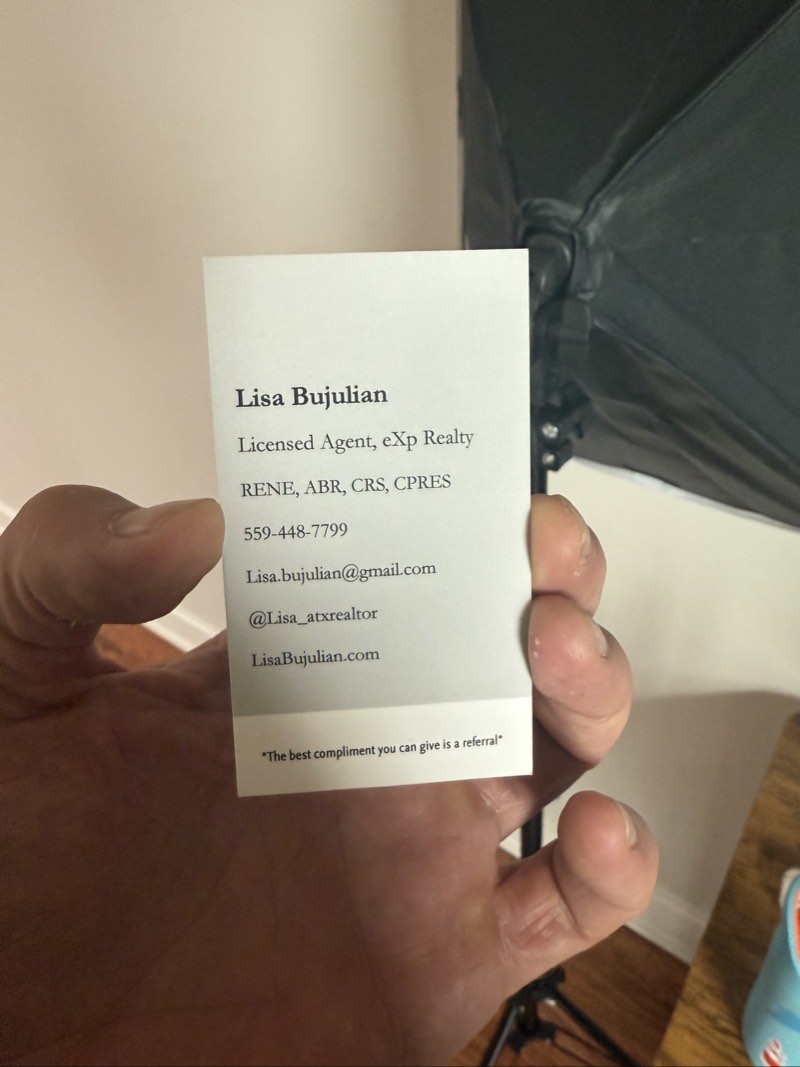 Lisa Bujulian
Licensed Agent, eXp Realty
RENE, ABR, CRS, CPRES
559-448-7799
Lisa.bujulian@gmail.com
@Lisa_atxrealtor
LisaBujulian.com
*The best compliment you can give is a referral*